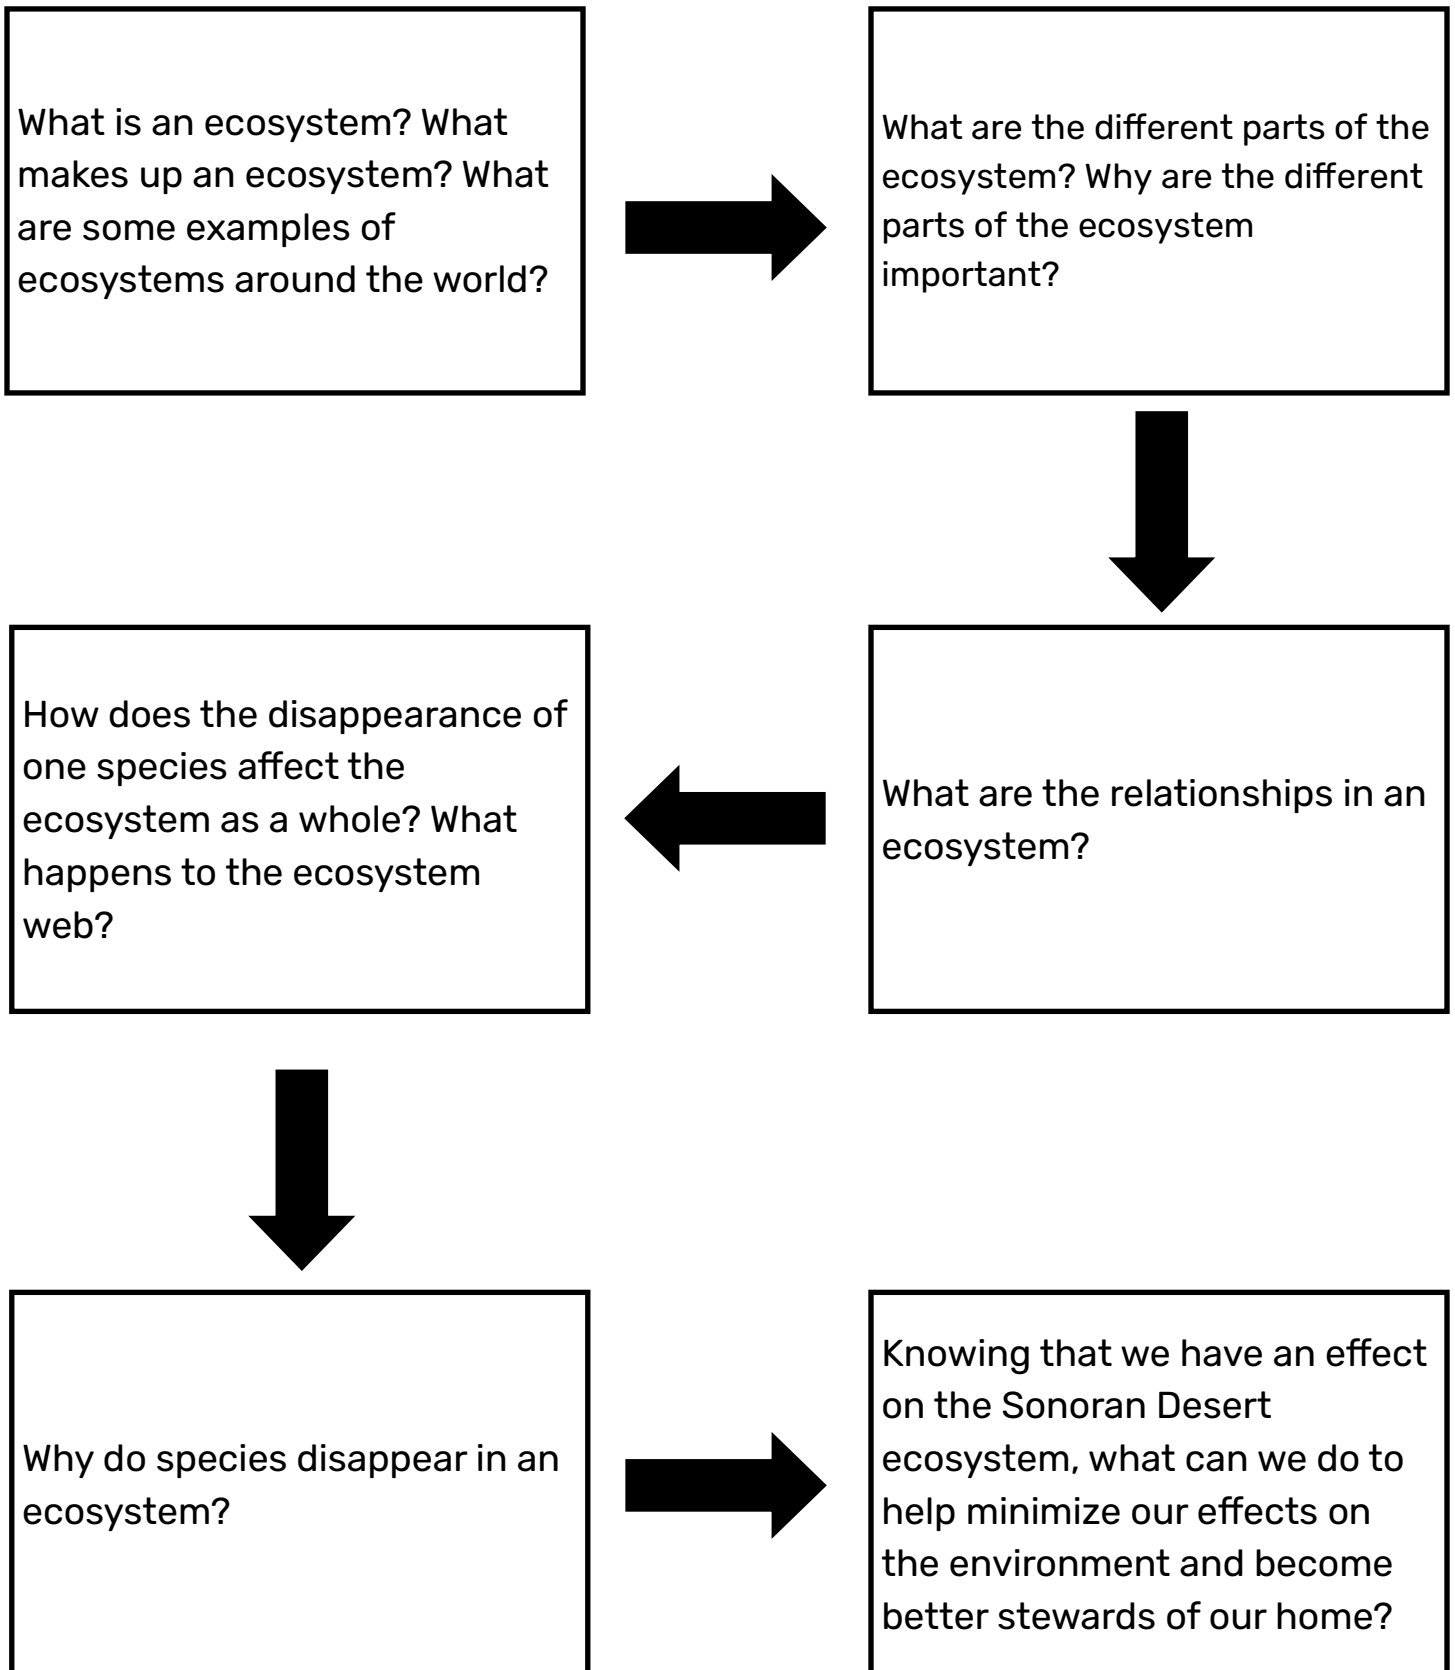 What is an ecosystem? What
makes up an ecosystem? What
are some examples of
ecosystems around the world?
What are the different parts of the
ecosystem? Why are the different
parts of the ecosystem
important?
What are the relationships in an
ecosystem?
How does the disappearance of
one species affect the
ecosystem as a whole? What
happens to the ecosystem
web?
Why do species disappear in an
ecosystem?
Knowing that we have an effect
on the Sonoran Desert
ecosystem, what can we do to
help minimize our effects on
the environment and become
better stewards of our home?